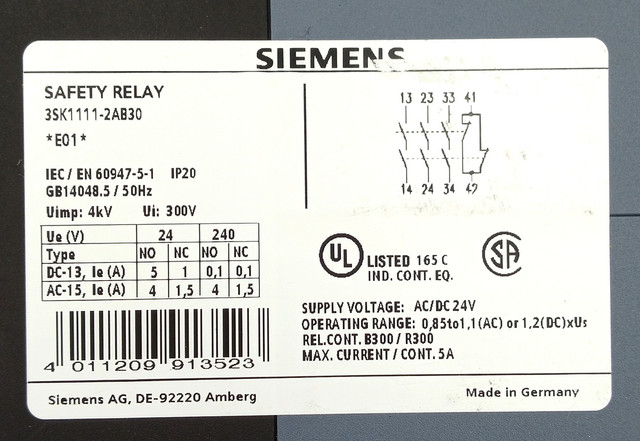 SIEMENS
SAFETY RELAY
3SK1111-2AB30
*E01*
IEC / EN 60947-5-1 IP20
GB14048.5 / 50Hz
Uimp: 4kV Ui: 300V
Ue (V) 24 240
Type NO NC NO NC
DC-13, Ie (A) 5 1 0,1 0,1
AC-15, Ie (A) 4 1,5 4 1,5
4 011209 913523
13 23 33 41
14 24 34 42
UL LISTED 165 C
IND. CONT. EQ.
SA
SUPPLY VOLTAGE: AC/DC 24V
OPERATING RANGE: 0,85to1,1(AC) or 1,2(DC)xUs
REL.CONT. B300 / R300
MAX. CURRENT / CONT. 5A
Siemens AG, DE-92220 Amberg
Made in Germany